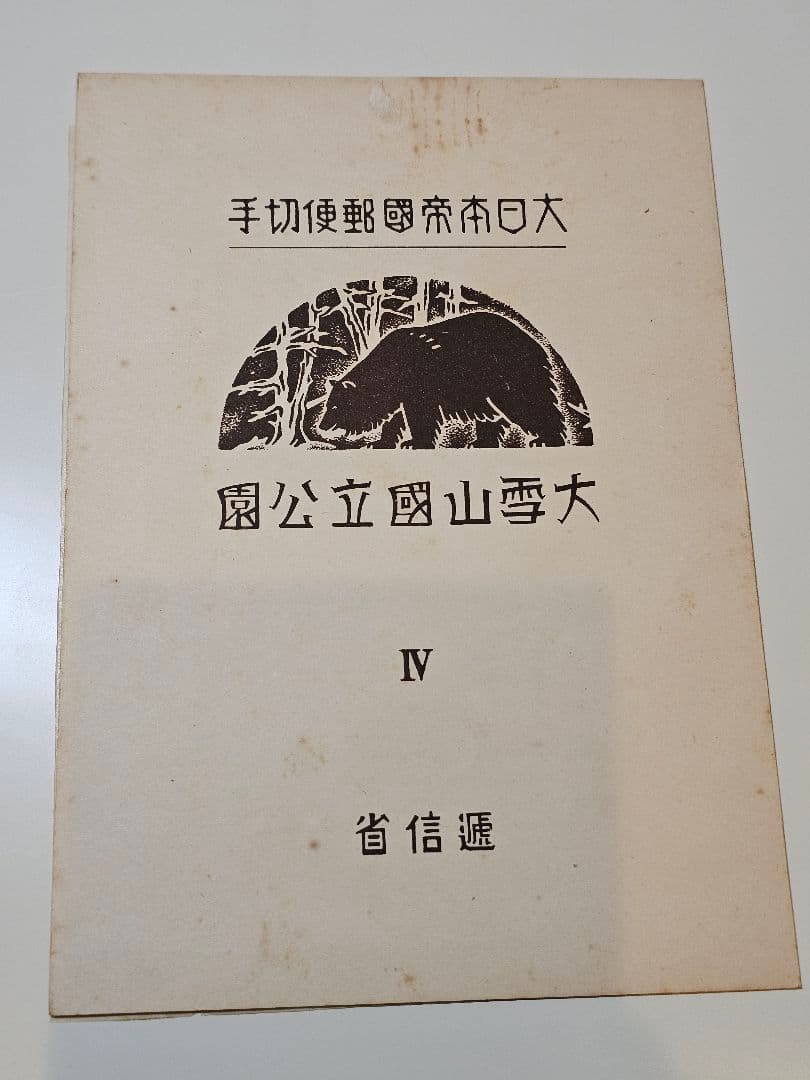 大日本帝國郵便切手
大雪山國立公園
Ⅳ
遞信省